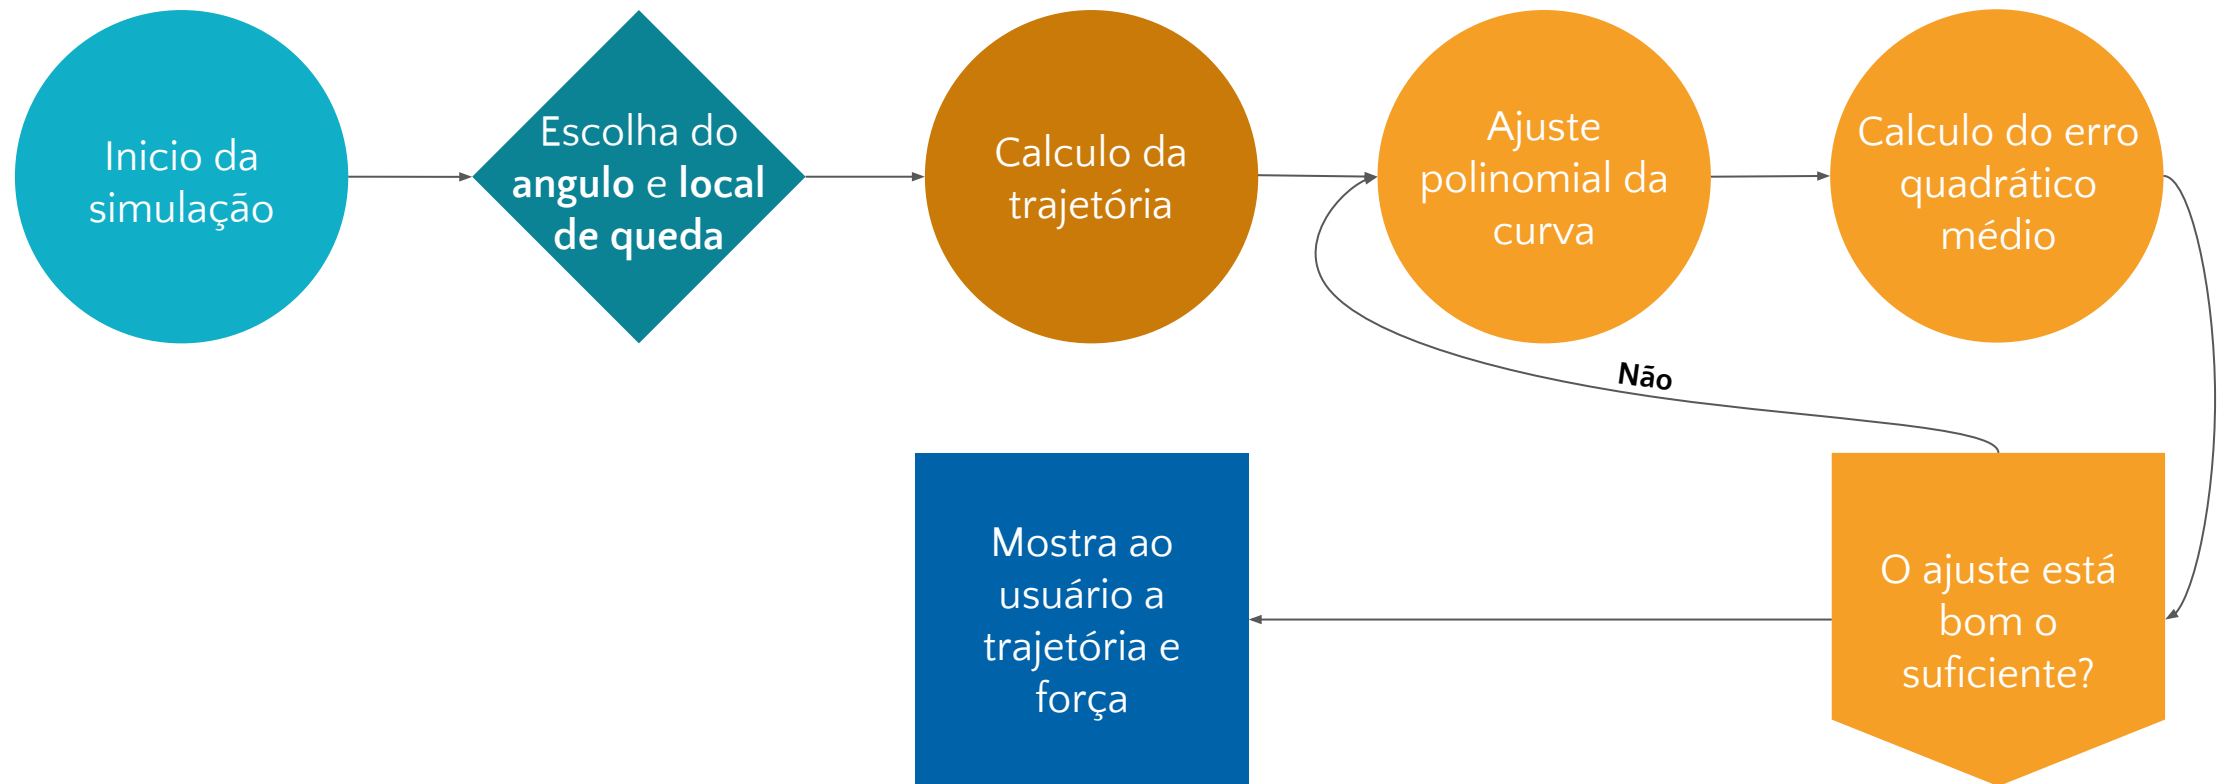 Inicio da
simulação
Escolha do
angulo e local
de queda
Calculo da
trajetória
Ajuste
polinomial da
curva
Calculo do erro
quadrático
médio
Não
Mostra ao
usuário a
trajetória e
força
O ajuste está
bom o
suficiente?